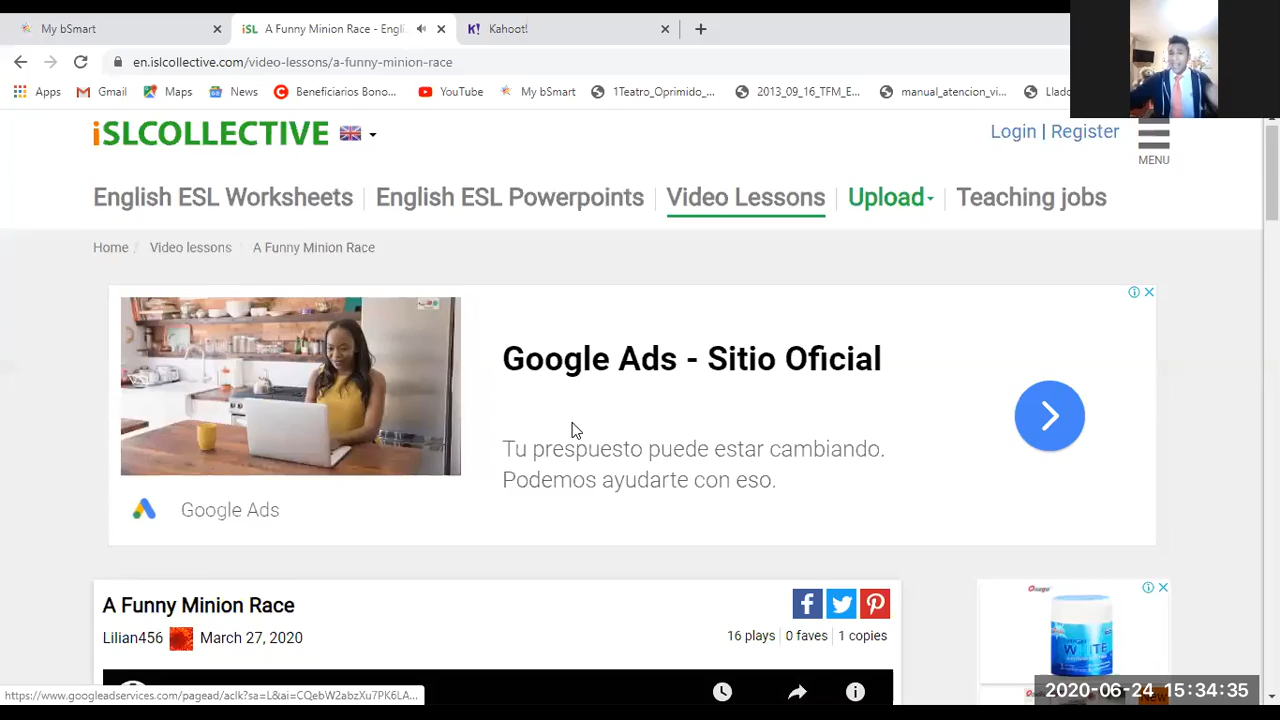 My bSmart
iSL A Funny Minion Race - Engli
K! Kahoot!
en.islcollective.com/video-lessons/a-funny-minion-race
Apps Gmail Maps News Beneficiarios Bono... YouTube My bSmart 1Teatro_Oprimido_... 2013_09_16_TFM_E... manual_atencion_vi... Llad
iSLCOLLECTIVE
Login | Register
MENU
English ESL Worksheets English ESL Powerpoints Video Lessons Upload Teaching jobs
Home / Video lessons / A Funny Minion Race
Google Ads - Sitio Oficial
Tu prespuesto puede estar cambiando.
Podemos ayudarte con eso.
Google Ads
A Funny Minion Race
Lilian456 March 27, 2020
16 plays 0 faves 1 copies
WHITE
https://www.googleadservices.com/pagead/aclk?sa=L&ai=CQebW2abzXu7PK6LA...
2020-06-24 15:34:35